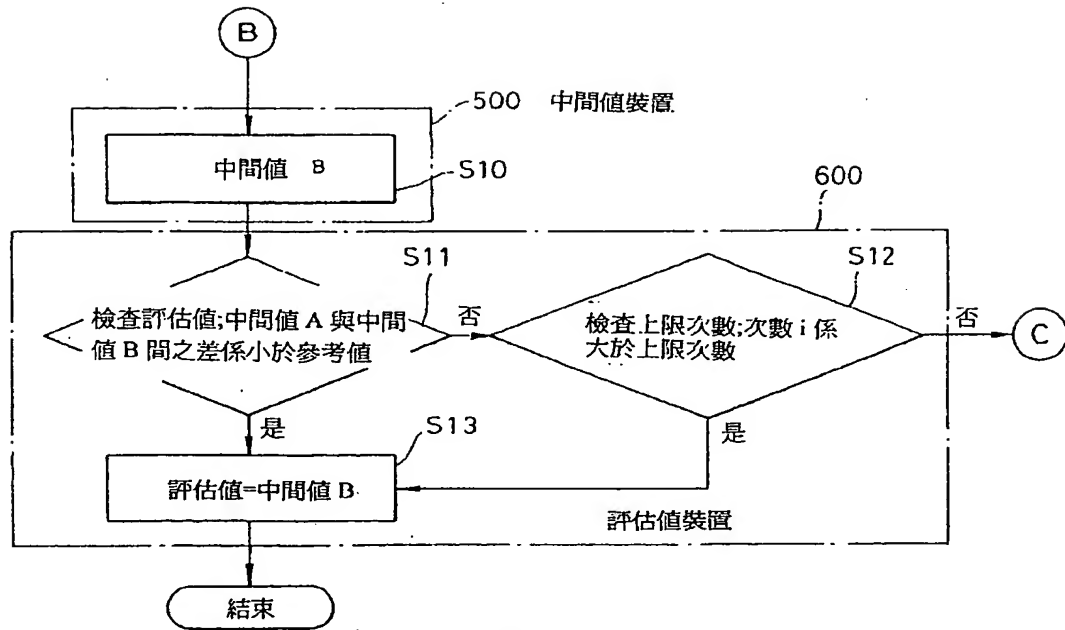 B
500 中間值裝置
中間值 B
S10
600
S11
S12
檢查評估值;中間值 A 與中間
值 B 間之差係小於參考值
否
檢查上限次數;次數 i 係
大於上限次數
否
C
是
S13
是
評估值=中間值 B
評估值裝置
結束